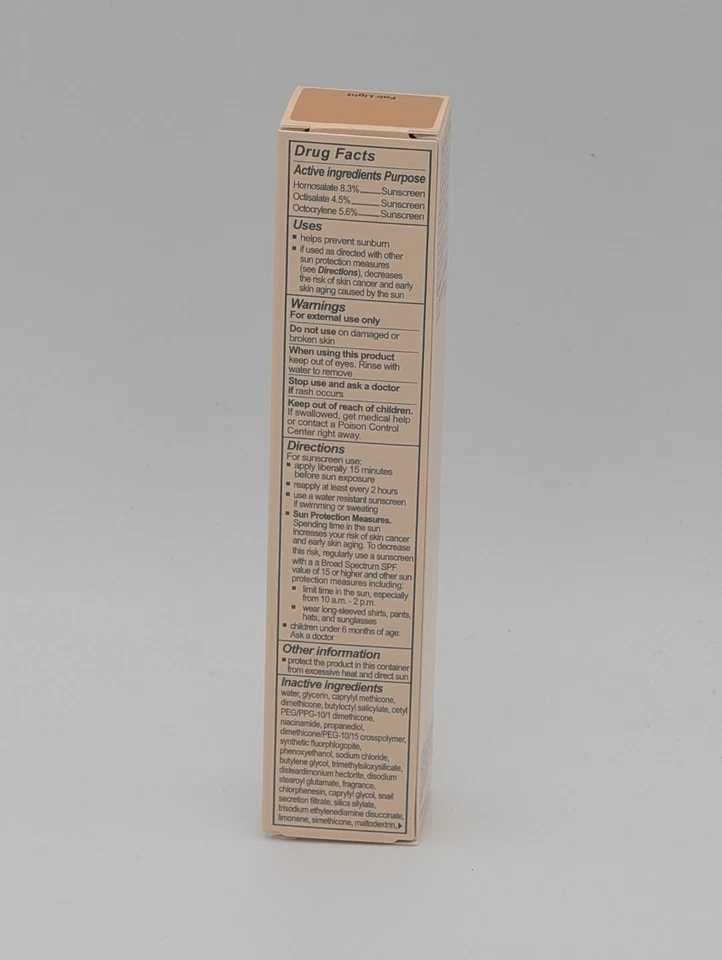 Fair Light
Drug Facts
Active ingredients Purpose
Homosalate 8.3% Sunscreen
Octisalate 4.5% Sunscreen
Octocrylene 5.6% Sunscreen
Uses
▪ helps prevent sunburn
▪ if used as directed with other
sun protection measures
(see Directions), decreases
the risk of skin cancer and early
skin aging caused by the sun
Warnings
For external use only
Do not use on damaged or
broken skin
When using this product
keep out of eyes. Rinse with
water to remove
Stop use and ask a doctor
if rash occurs
Keep out of reach of children.
If swallowed, get medical help
or contact a Poison Control
Center right away.
Directions
For sunscreen use:
▪ apply liberally 15 minutes
before sun exposure
▪ reapply at least every 2 hours
▪ use a water resistant sunscreen
if swimming or sweating
▪ Sun Protection Measures.
Spending time in the sun
increases your risk of skin cancer
and early skin aging. To decrease
this risk, regularly use a sunscreen
with a a Broad Spectrum SPF
value of 15 or higher and other sun
protection measures including:
▪ limit time in the sun, especially
from 10 a.m. - 2 p.m.
▪ wear long-sleeved shirts, pants,
hats, and sunglasses
▪ children under 6 months of age:
Ask a doctor
Other information
▪ protect the product in this container
from excessive heat and direct sun
Inactive ingredients
water, glycerin, caprylyl methicone,
dimethicone, butyloctyl salicylate, cetyl
PEG/PPG-10/1 dimethicone,
niacinamide, propanediol,
dimethicone/PEG-10/15 crosspolymer,
synthetic fluorphlogopite,
phenoxyethanol, sodium chloride,
butylene glycol, trimethylsiloxysilicate,
disteardimonium hectorite, disodium
stearoyl glutamate, fragrance,
chlorphenesin, caprylyl glycol, snail
secretion filtrate, silica silylate,
trisodium ethylenediamine disuccinate,
limonene, simethicone, maltodextrin,